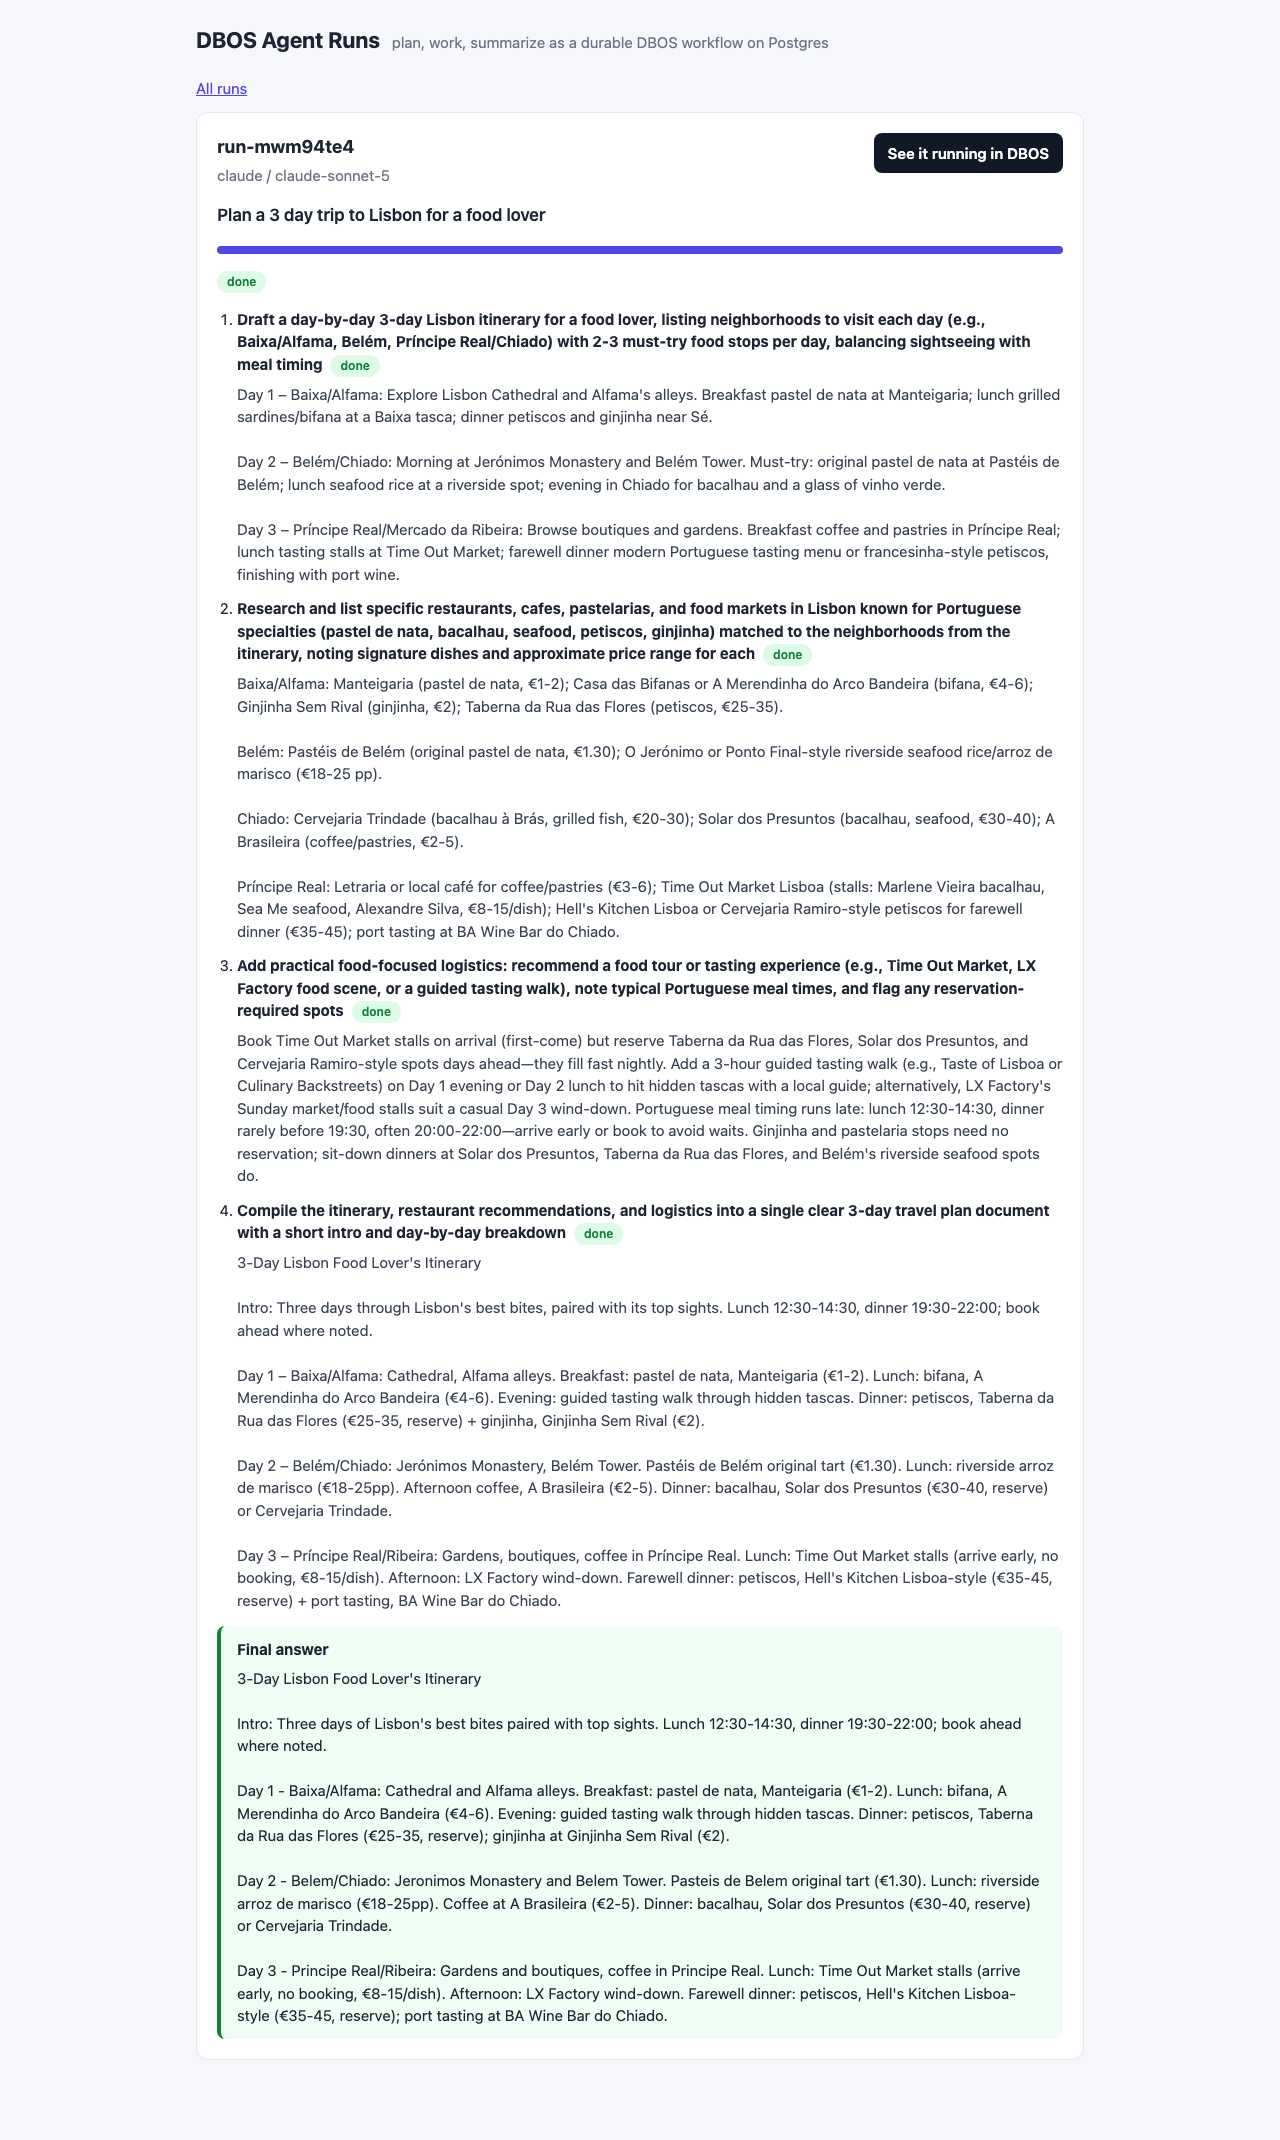 DBOS Agent Runs plan, work, summarize as a durable DBOS workflow on Postgres
All runs
run-mwm94te4
See it running in DBOS
claude / claude-sonnet-5
Plan a 3 day trip to Lisbon for a food lover
done
1. Draft a day-by-day 3-day Lisbon itinerary for a food lover, listing neighborhoods to visit each day (e.g.,
Baixa/Alfama, Belém, Príncipe Real/Chiado) with 2-3 must-try food stops per day, balancing sightseeing with
meal timing done
Day 1 – Baixa/Alfama: Explore Lisbon Cathedral and Alfama's alleys. Breakfast pastel de nata at Manteigaria; lunch grilled
sardines/bifana at a Baixa tasca; dinner petiscos and ginjinha near Sé.
Day 2 – Belém/Chiado: Morning at Jerónimos Monastery and Belém Tower. Must-try: original pastel de nata at Pastéis de
Belém; lunch seafood rice at a riverside spot; evening in Chiado for bacalhau and a glass of vinho verde.
Day 3 – Príncipe Real/Mercado da Ribeira: Browse boutiques and gardens. Breakfast coffee and pastries in Príncipe Real;
lunch tasting stalls at Time Out Market; farewell dinner modern Portuguese tasting menu or francesinha-style petiscos,
finishing with port wine.
2. Research and list specific restaurants, cafes, pastelarias, and food markets in Lisbon known for Portuguese
specialties (pastel de nata, bacalhau, seafood, petiscos, ginjinha) matched to the neighborhoods from the
itinerary, noting signature dishes and approximate price range for each done
Baixa/Alfama: Manteigaria (pastel de nata, €1-2); Casa das Bifanas or A Merendinha do Arco Bandeira (bifana, €4-6);
Ginjinha Sem Rival (ginjinha, €2); Taberna da Rua das Flores (petiscos, €25-35).
Belém: Pastéis de Belém (original pastel de nata, €1.30); O Jerónimo or Ponto Final-style riverside seafood rice/arroz de
marisco (€18-25 pp).
Chiado: Cervejaria Trindade (bacalhau à Brás, grilled fish, €20-30); Solar dos Presuntos (bacalhau, seafood, €30-40); A
Brasileira (coffee/pastries, €2-5).
Príncipe Real: Letraria or local café for coffee/pastries (€3-6); Time Out Market Lisboa (stalls: Marlene Vieira bacalhau,
Sea Me seafood, Alexandre Silva, €8-15/dish); Hell's Kitchen Lisboa or Cervejaria Ramiro-style petiscos for farewell
dinner (€35-45); port tasting at BA Wine Bar do Chiado.
3. Add practical food-focused logistics: recommend a food tour or tasting experience (e.g., Time Out Market, LX
Factory food scene, or a guided tasting walk), note typical Portuguese meal times, and flag any reservation-
required spots done
Book Time Out Market stalls on arrival (first-come) but reserve Taberna da Rua das Flores, Solar dos Presuntos, and
Cervejaria Ramiro-style spots days ahead—they fill fast nightly. Add a 3-hour guided tasting walk (e.g., Taste of Lisboa or
Culinary Backstreets) on Day 1 evening or Day 2 lunch to hit hidden tascas with a local guide; alternatively, LX Factory's
Sunday market/food stalls suit a casual Day 3 wind-down. Portuguese meal timing runs late: lunch 12:30-14:30, dinner
rarely before 19:30, often 20:00-22:00—arrive early or book to avoid waits. Ginjinha and pastelaria stops need no
reservation; sit-down dinners at Solar dos Presuntos, Taberna da Rua das Flores, and Belém's riverside seafood spots
do.
4. Compile the itinerary, restaurant recommendations, and logistics into a single clear 3-day travel plan document
with a short intro and day-by-day breakdown done
3-Day Lisbon Food Lover's Itinerary
Intro: Three days through Lisbon's best bites, paired with its top sights. Lunch 12:30-14:30, dinner 19:30-22:00; book
ahead where noted.
Day 1 – Baixa/Alfama: Cathedral, Alfama alleys. Breakfast: pastel de nata, Manteigaria (€1-2). Lunch: bifana, A
Merendinha do Arco Bandeira (€4-6). Evening: guided tasting walk through hidden tascas. Dinner: petiscos, Taberna da
Rua das Flores (€25-35, reserve) + ginjinha, Ginjinha Sem Rival (€2).
Day 2 – Belém/Chiado: Jerónimos Monastery, Belém Tower. Pastéis de Belém original tart (€1.30). Lunch: riverside arroz
de marisco (€18-25pp). Afternoon coffee, A Brasileira (€2-5). Dinner: bacalhau, Solar dos Presuntos (€30-40, reserve)
or Cervejaria Trindade.
Day 3 – Príncipe Real/Ribeira: Gardens, boutiques, coffee in Príncipe Real. Lunch: Time Out Market stalls (arrive early, no
booking, €8-15/dish). Afternoon: LX Factory wind-down. Farewell dinner: petiscos, Hell's Kitchen Lisboa-style (€35-45,
reserve) + port tasting, BA Wine Bar do Chiado.
Final answer
3-Day Lisbon Food Lover's Itinerary
Intro: Three days of Lisbon's best bites paired with top sights. Lunch 12:30-14:30, dinner 19:30-22:00; book ahead
where noted.
Day 1 - Baixa/Alfama: Cathedral and Alfama alleys. Breakfast: pastel de nata, Manteigaria (€1-2). Lunch: bifana, A
Merendinha do Arco Bandeira (€4-6). Evening: guided tasting walk through hidden tascas. Dinner: petiscos, Taberna
da Rua das Flores (€25-35, reserve); ginjinha at Ginjinha Sem Rival (€2).
Day 2 - Belem/Chiado: Jeronimos Monastery and Belem Tower. Pasteis de Belem original tart (€1.30). Lunch: riverside
arroz de marisco (€18-25pp). Coffee at A Brasileira (€2-5). Dinner: bacalhau, Solar dos Presuntos (€30-40, reserve)
or Cervejaria Trindade.
Day 3 - Principe Real/Ribeira: Gardens and boutiques, coffee in Principe Real. Lunch: Time Out Market stalls (arrive
early, no booking, €8-15/dish). Afternoon: LX Factory wind-down. Farewell dinner: petiscos, Hell's Kitchen Lisboa-
style (€35-45, reserve); port tasting at BA Wine Bar do Chiado.